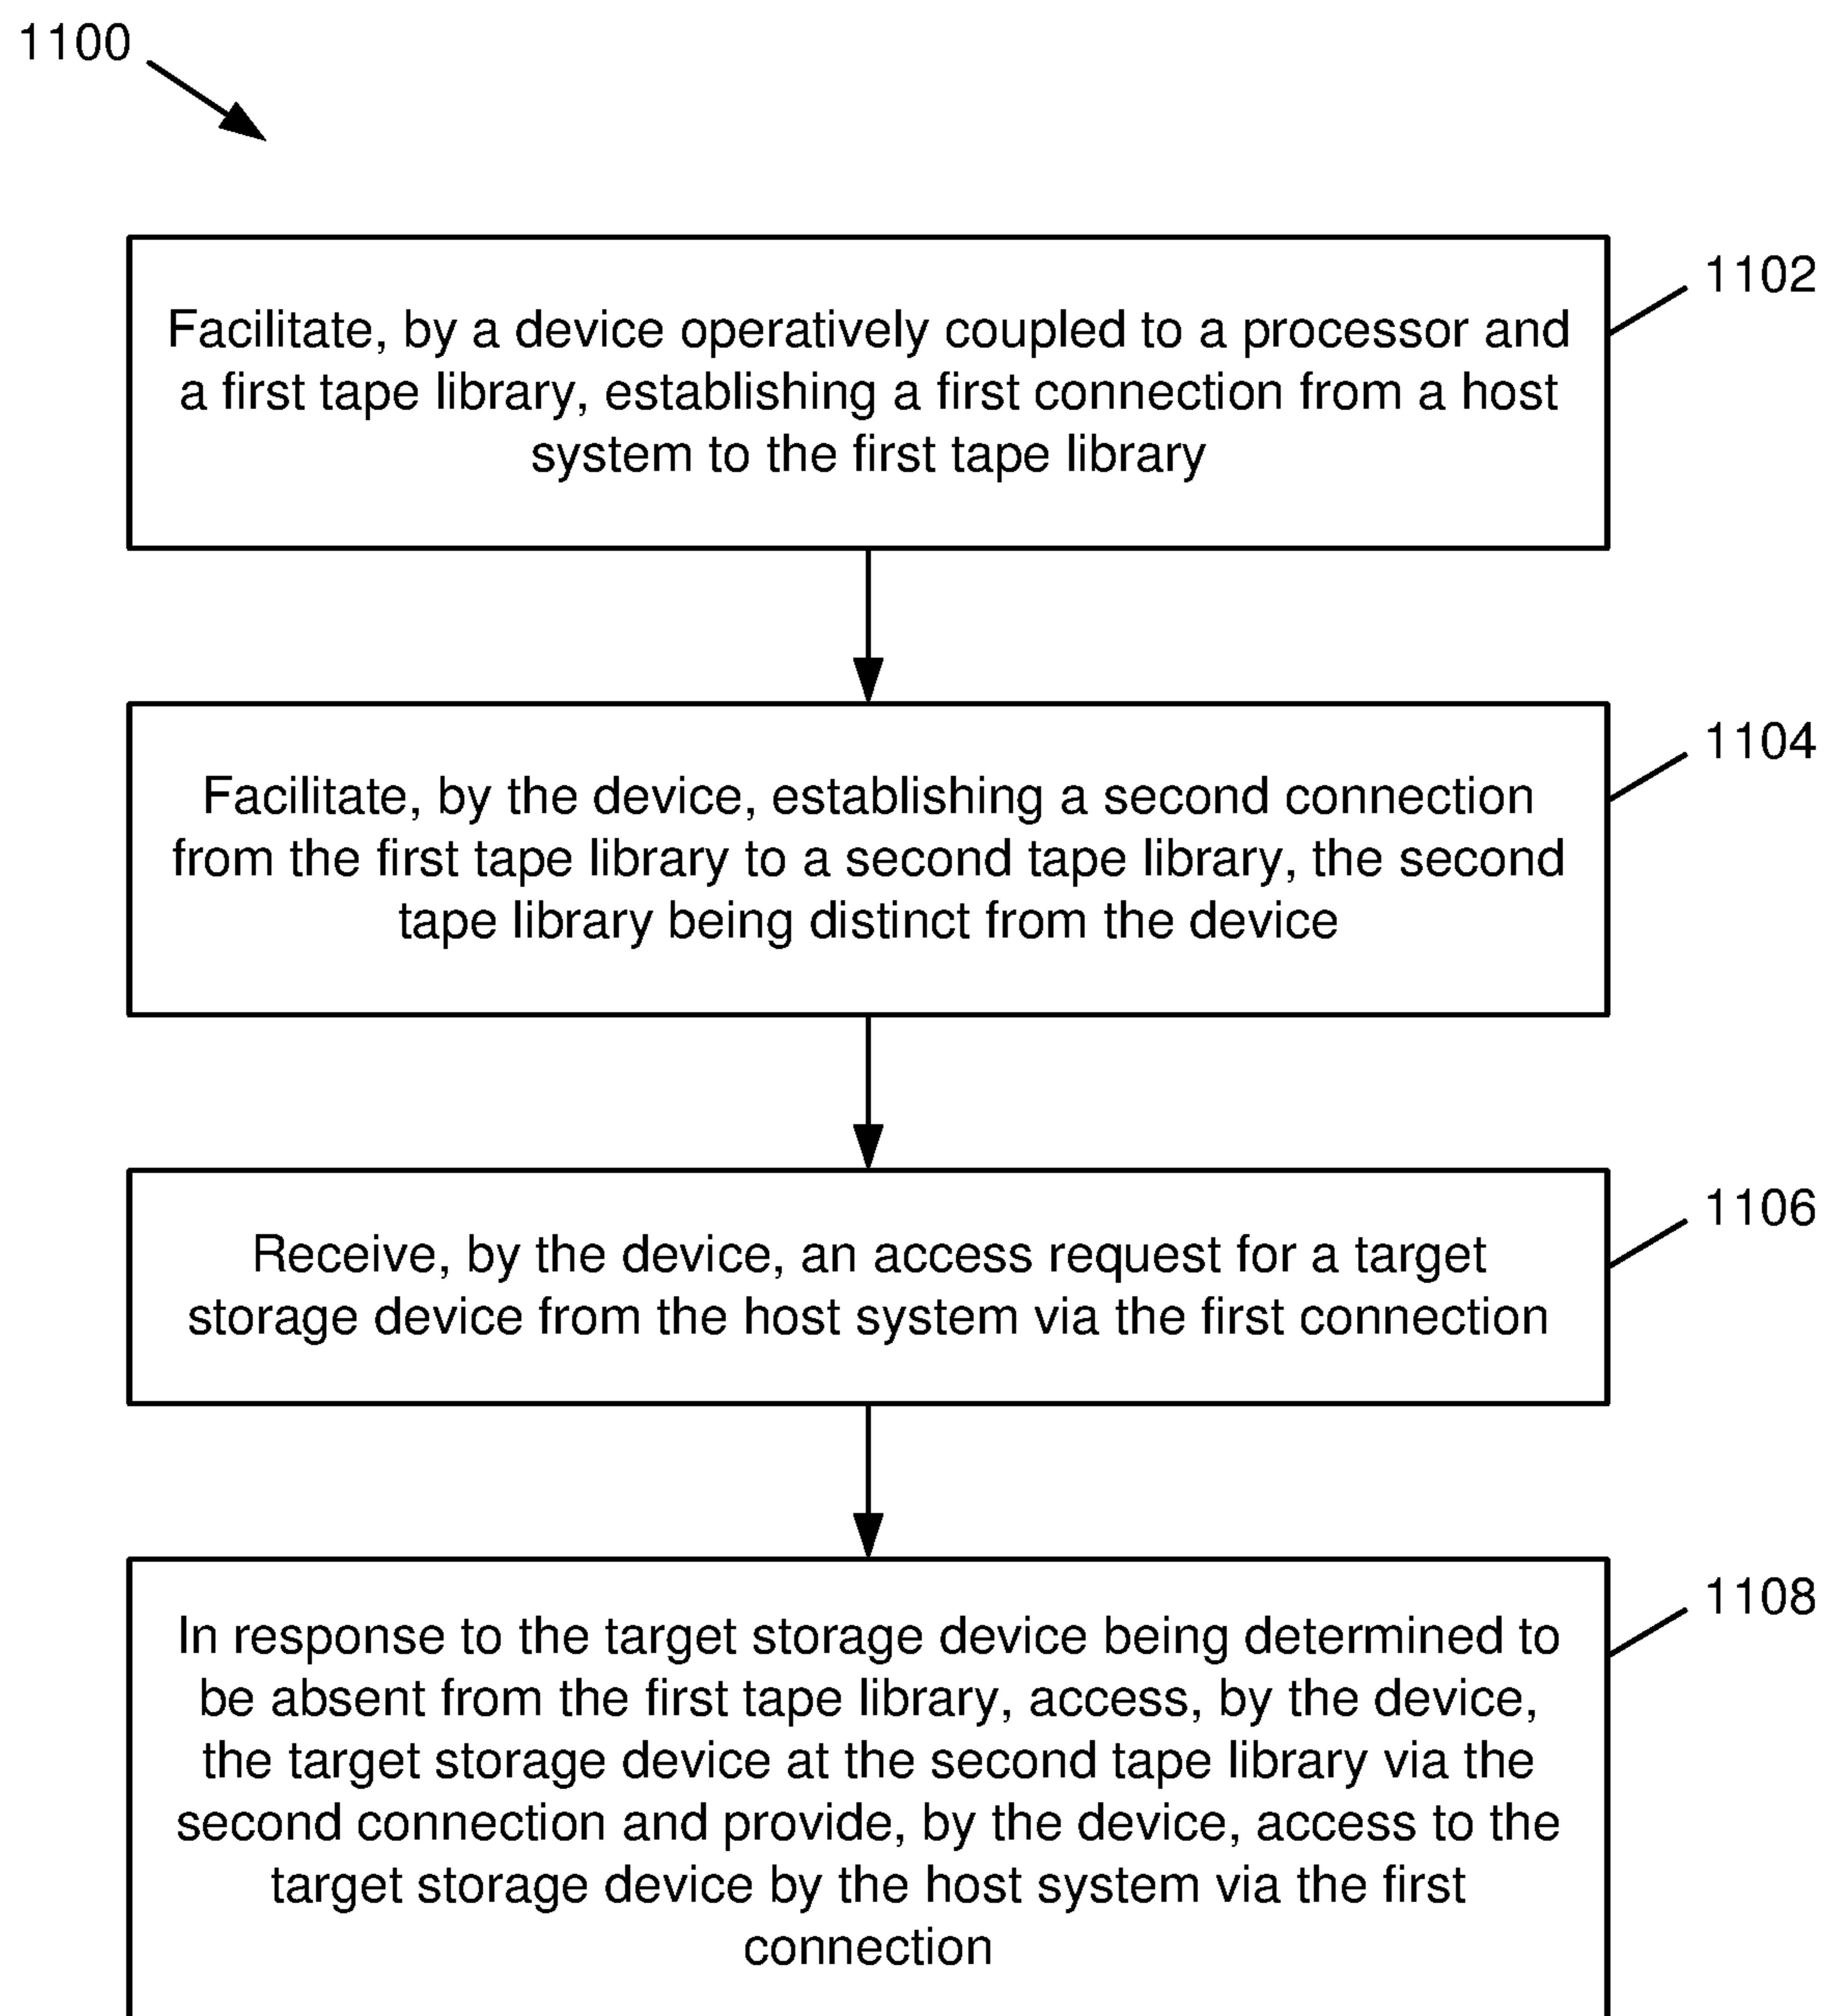 1100
1102
Facilitate, by a device operatively coupled to a processor and
a first tape library, establishing a first connection from a host
system to the first tape library
1104
Facilitate, by the device, establishing a second connection
from the first tape library to a second tape library, the second
tape library being distinct from the device
1106
Receive, by the device, an access request for a target
storage device from the host system via the first connection
1108
In response to the target storage device being determined to
be absent from the first tape library, access, by the device,
the target storage device at the second tape library via the
second connection and provide, by the device, access to the
target storage device by the host system via the first
connection